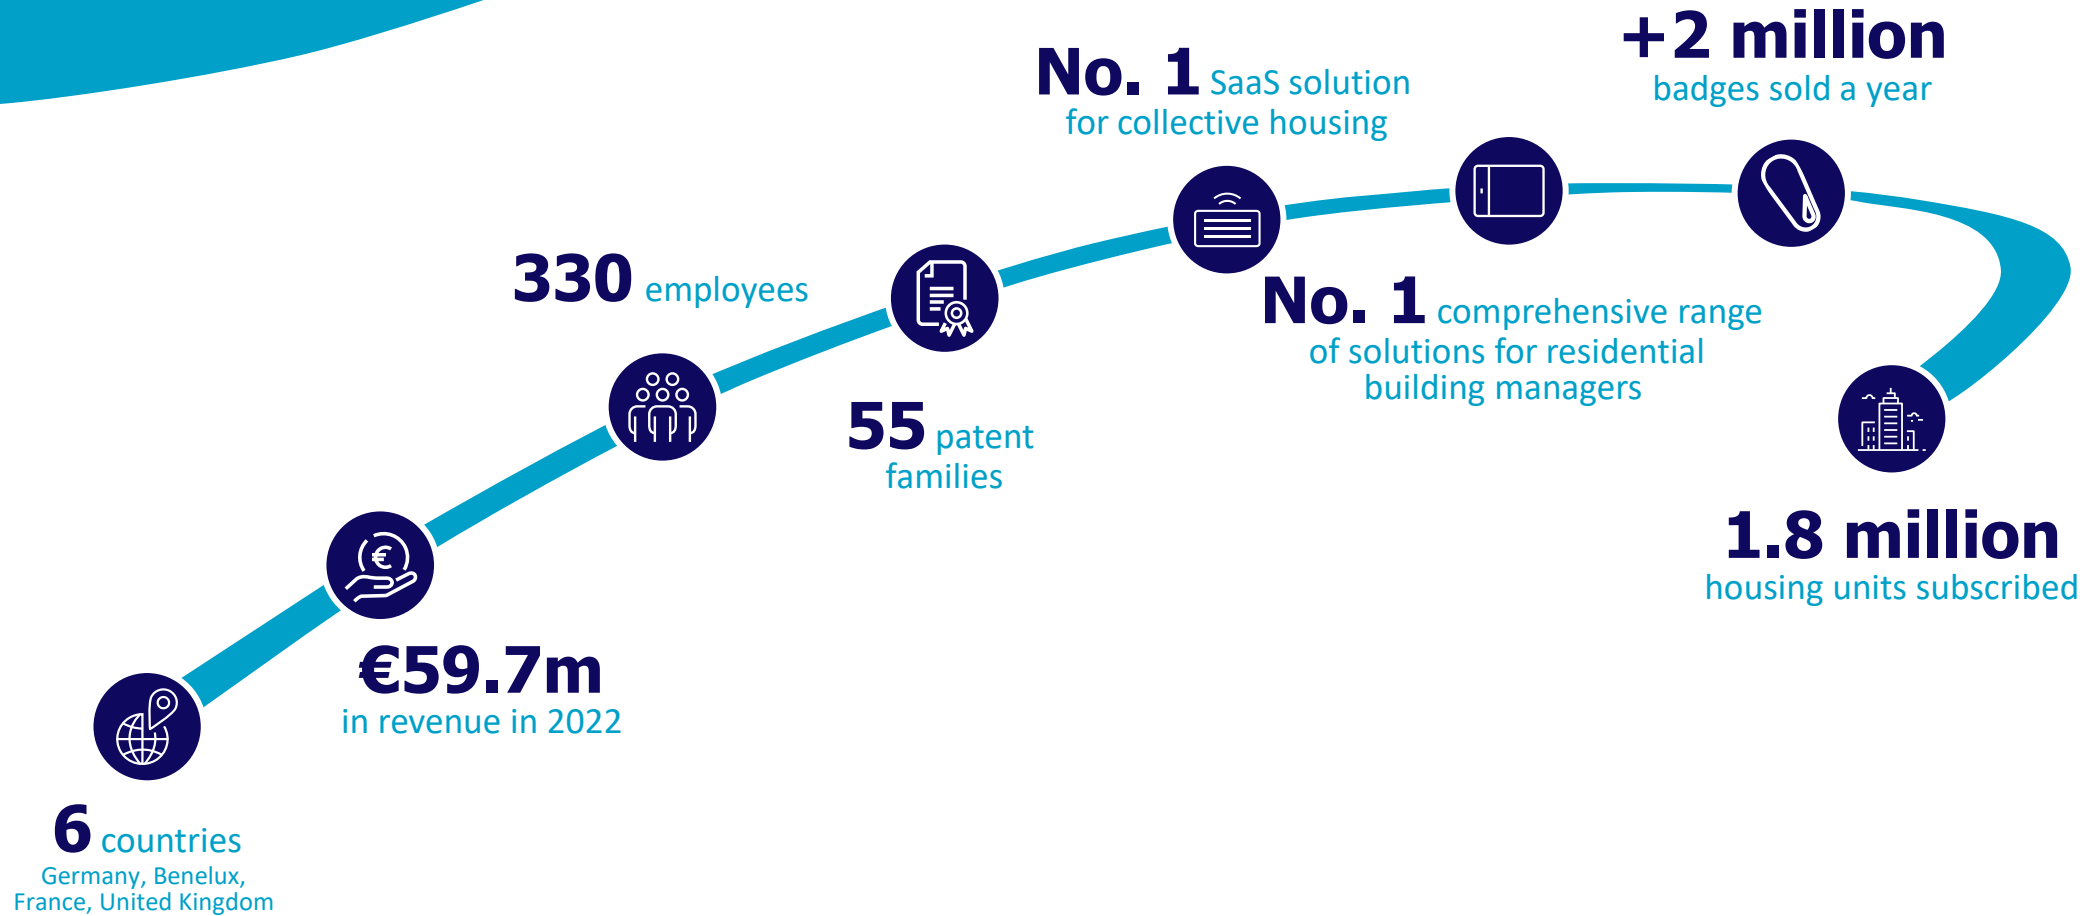 6 countries
Germany, Benelux,
France, United Kingdom
€59.7m
in revenue in 2022
330 employees
55 patent
families
No. 1 SaaS solution
for collective housing
No. 1 comprehensive range
of solutions for residential
building managers
+2 million
badges sold a year
1.8 million
housing units subscribed